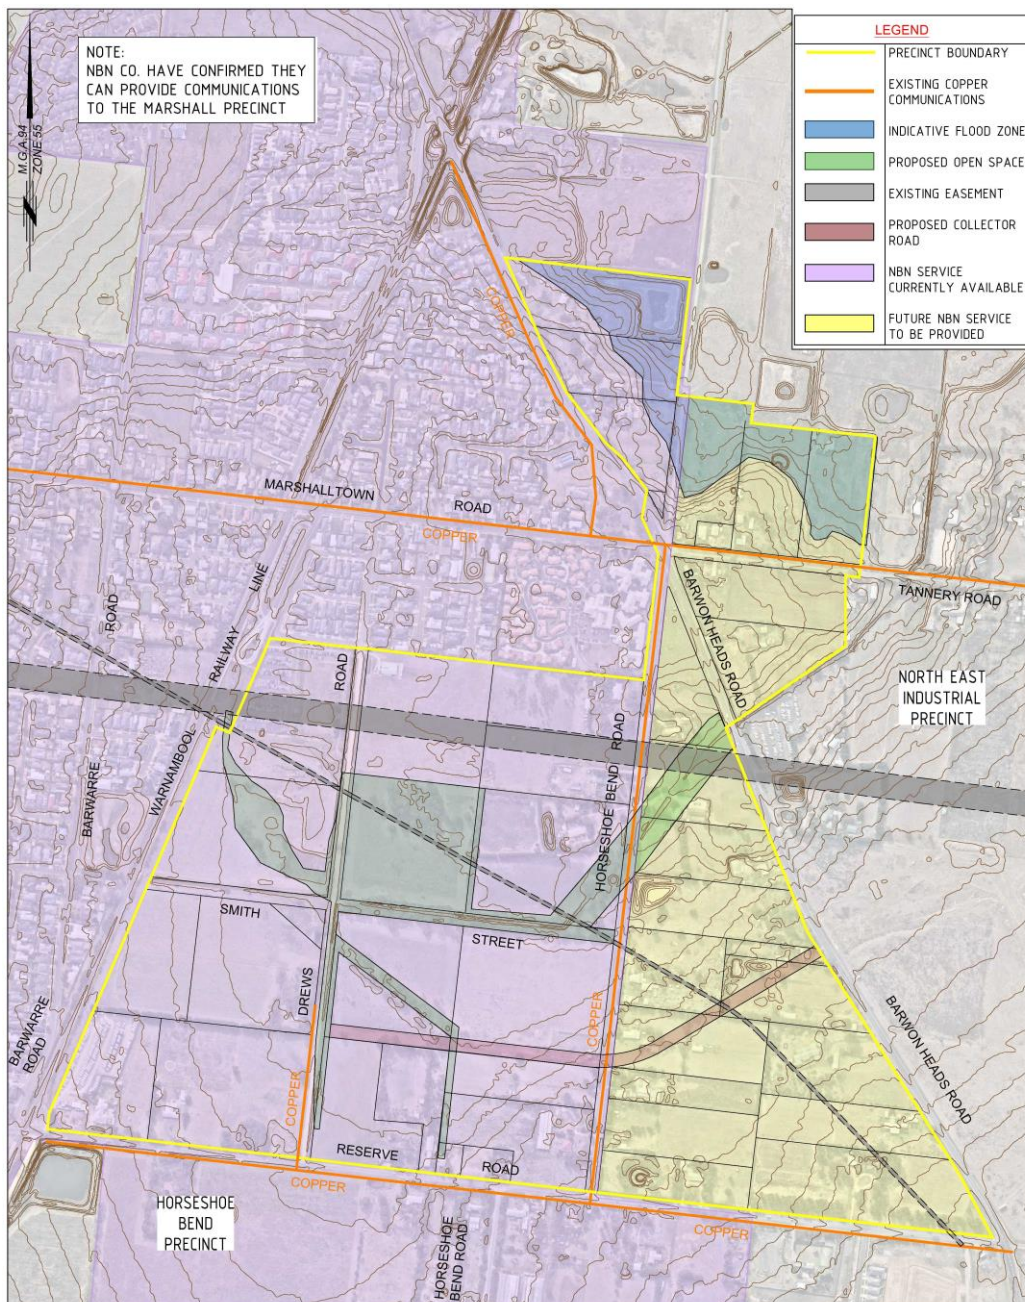 NOTE:
NBN CO. HAVE CONFIRMED THEY
CAN PROVIDE COMMUNICATIONS
TO THE MARSHALL PRECINCT
M.G.A.94
ZONE 55
LEGEND
PRECINCT BOUNDARY
EXISTING COPPER
COMMUNICATIONS
INDICATIVE FLOOD ZONE
PROPOSED OPEN SPACE
EXISTING EASEMENT
PROPOSED COLLECTOR
ROAD
NBN SERVICE
CURRENTLY AVAILABLE
FUTURE NBN SERVICE
TO BE PROVIDED
COPPER
MARSHALLTOWN ROAD
COPPER
TANNERY ROAD
BARWON HEADS ROAD
NORTH EAST
INDUSTRIAL
PRECINCT
WARNAMBOOL RAILWAY LINE
BARWARRE ROAD
DREWS ROAD
HORSESHOE BEND ROAD
SMITH STREET
COPPER
BARWARRE
ROAD
COPPER
BARWON HEADS ROAD
RESERVE ROAD
COPPER
COPPER
HORSESHOE
BEND
PRECINCT
HORSESHOE
BEND ROAD